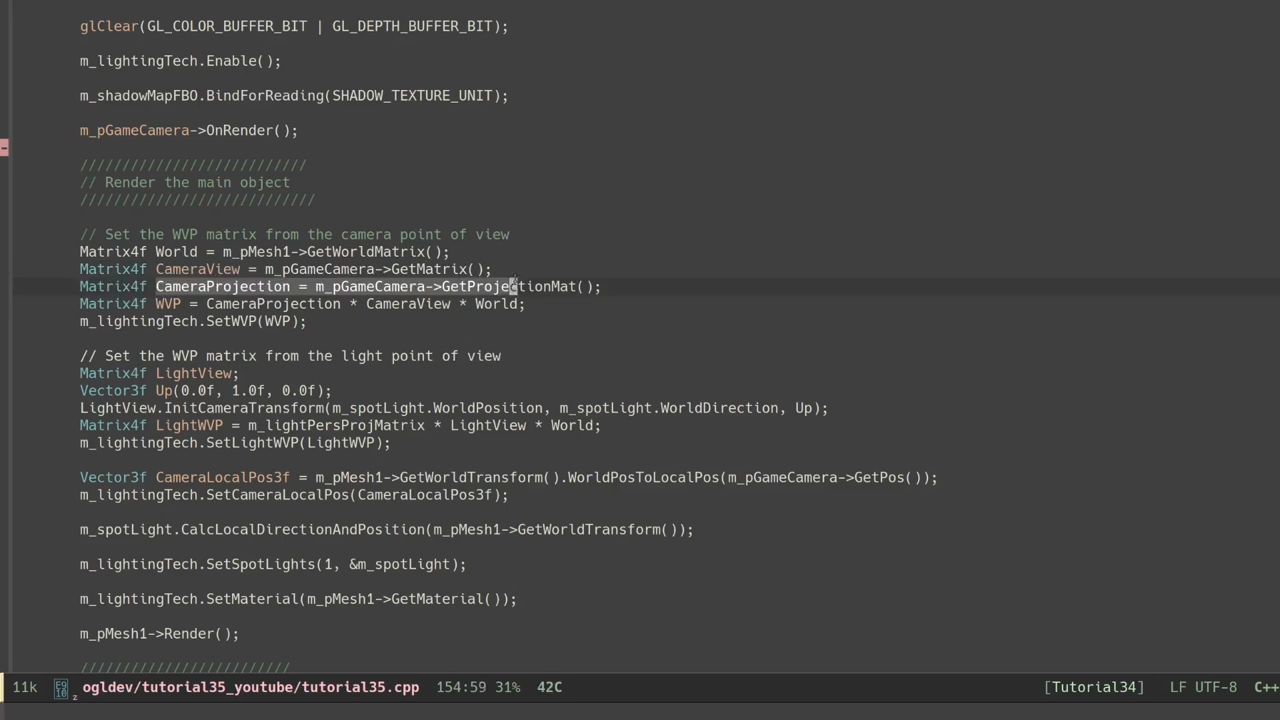 glClear(GL_COLOR_BUFFER_BIT | GL_DEPTH_BUFFER_BIT);
m_lightingTech.Enable();
m_shadowMapFBO.BindForReading(SHADOW_TEXTURE_UNIT);
m_pGameCamera->OnRender();
///////////////////////////
// Render the main object
////////////////////////////
// Set the WVP matrix from the camera point of view
Matrix4f World = m_pMesh1->GetWorldMatrix();
Matrix4f CameraView = m_pGameCamera->GetMatrix();
Matrix4f CameraProjection = m_pGameCamera->GetProjectionMat();
Matrix4f WVP = CameraProjection * CameraView * World;
m_lightingTech.SetWVP(WVP);
// Set the WVP matrix from the light point of view
Matrix4f LightView;
Vector3f Up(0.0f, 1.0f, 0.0f);
LightView.InitCameraTransform(m_spotLight.WorldPosition, m_spotLight.WorldDirection, Up);
Matrix4f LightWVP = m_lightPersProjMatrix * LightView * World;
m_lightingTech.SetLightWVP(LightWVP);
Vector3f CameraLocalPos3f = m_pMesh1->GetWorldTransform().WorldPosToLocalPos(m_pGameCamera->GetPos());
m_lightingTech.SetCameraLocalPos(CameraLocalPos3f);
m_spotLight.CalcLocalDirectionAndPosition(m_pMesh1->GetWorldTransform());
m_lightingTech.SetSpotLights(1, &m_spotLight);
m_lightingTech.SetMaterial(m_pMesh1->GetMaterial());
m_pMesh1->Render();
/////////////////////////
11k ogldev/tutorial35_youtube/tutorial35.cpp 154:59 31% 42C [Tutorial34] LF UTF-8 C++